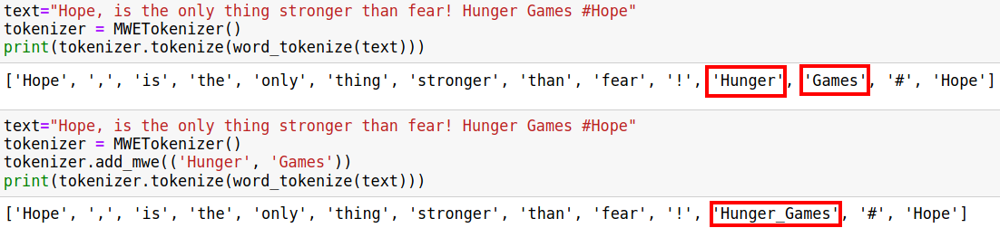 text="Hope, is the only thing stronger than fear! Hunger Games #Hope"
tokenizer = MWETokenizer()
print(tokenizer.tokenize(word_tokenize(text)))
['Hope', ',', 'is', 'the', 'only', 'thing', 'stronger', 'than', 'fear', '!', 'Hunger', 'Games', '#', 'Hope']
text="Hope, is the only thing stronger than fear! Hunger Games #Hope"
tokenizer = MWETokenizer()
tokenizer.add_mwe(('Hunger', 'Games'))
print(tokenizer.tokenize(word_tokenize(text)))
['Hope', ',', 'is', 'the', 'only', 'thing', 'stronger', 'than', 'fear', '!', 'Hunger_Games', '#', 'Hope']